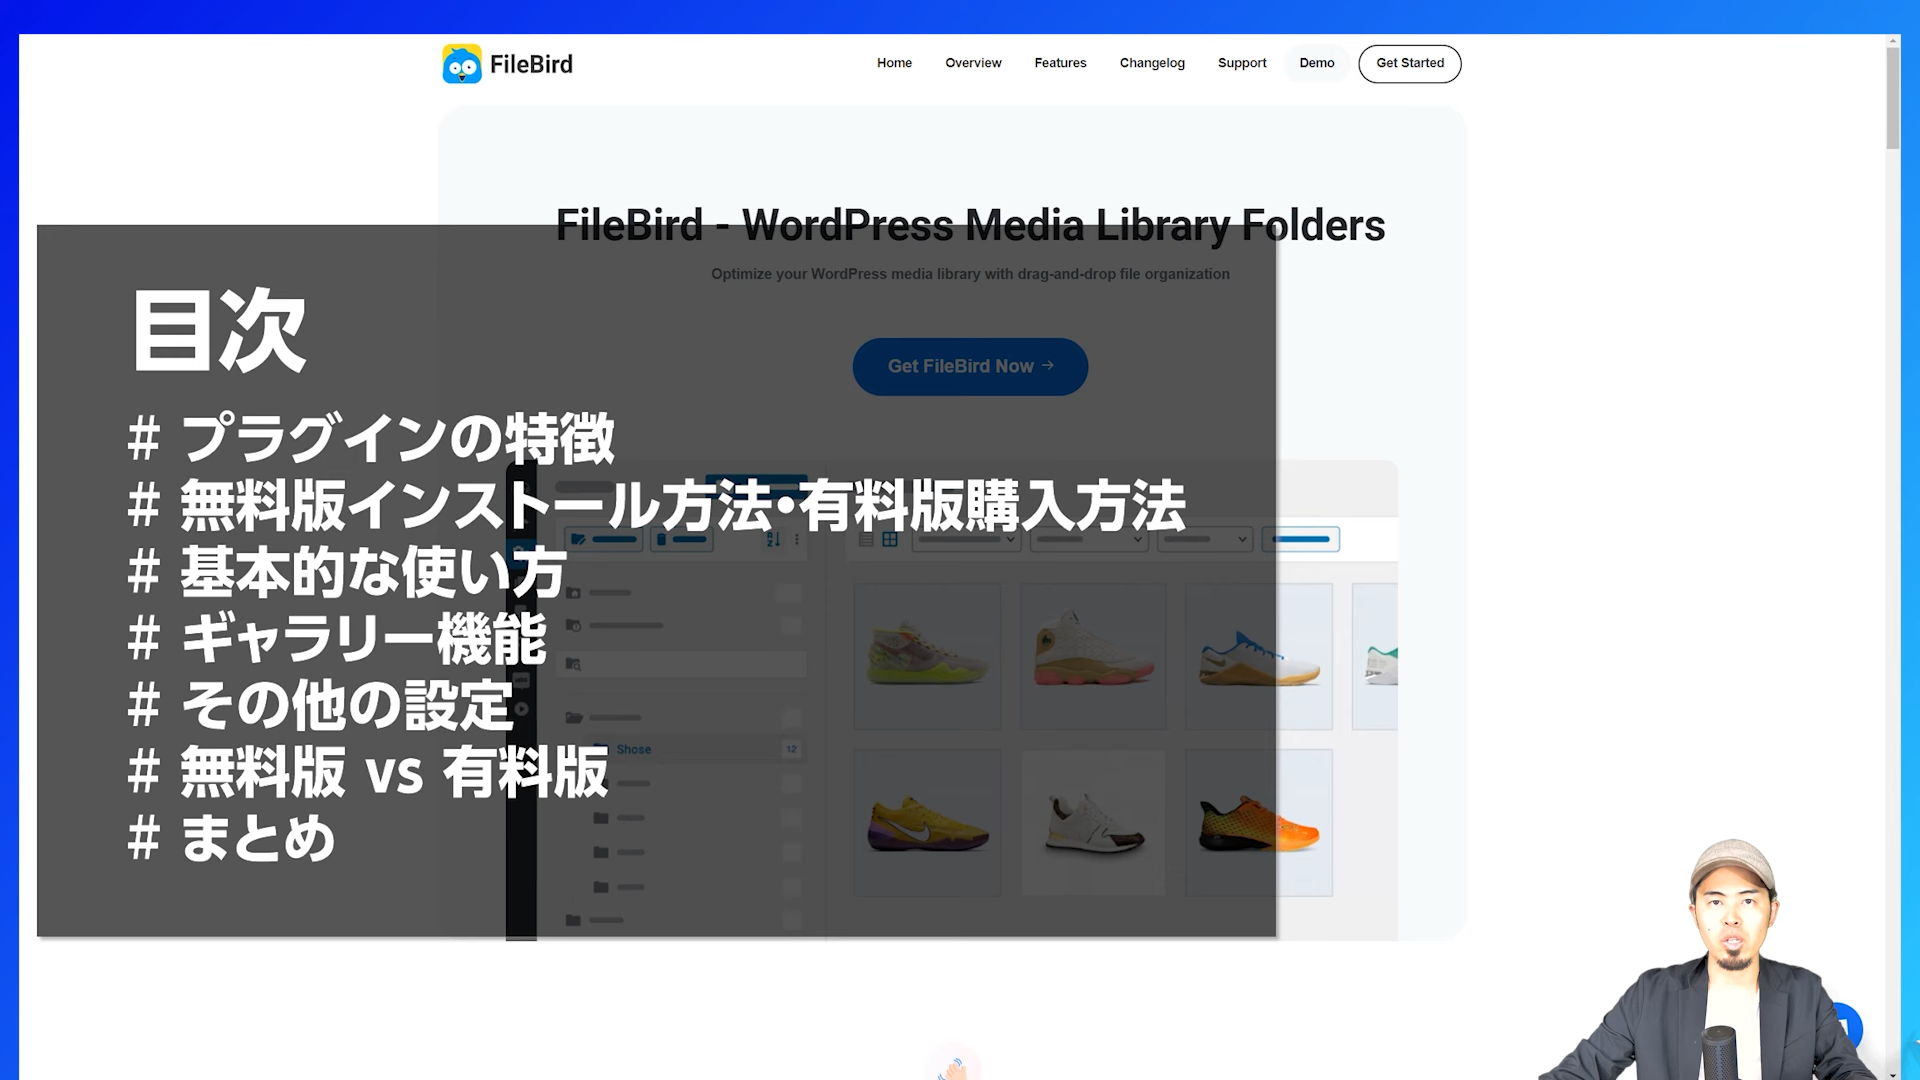 FileBird
Home
Overview
Features
Changelog
Support
Demo
Get Started
FileBird - WordPress Media Library Folders
Optimize your WordPress media library with drag-and-drop file organization
Get FileBird Now →
目次
# プラグインの特徴
# 無料版インストール方法・有料版購入方法
# 基本的な使い方
# ギャラリー機能
# その他の設定
# 無料版 vs 有料版
# まとめ
Shose
12